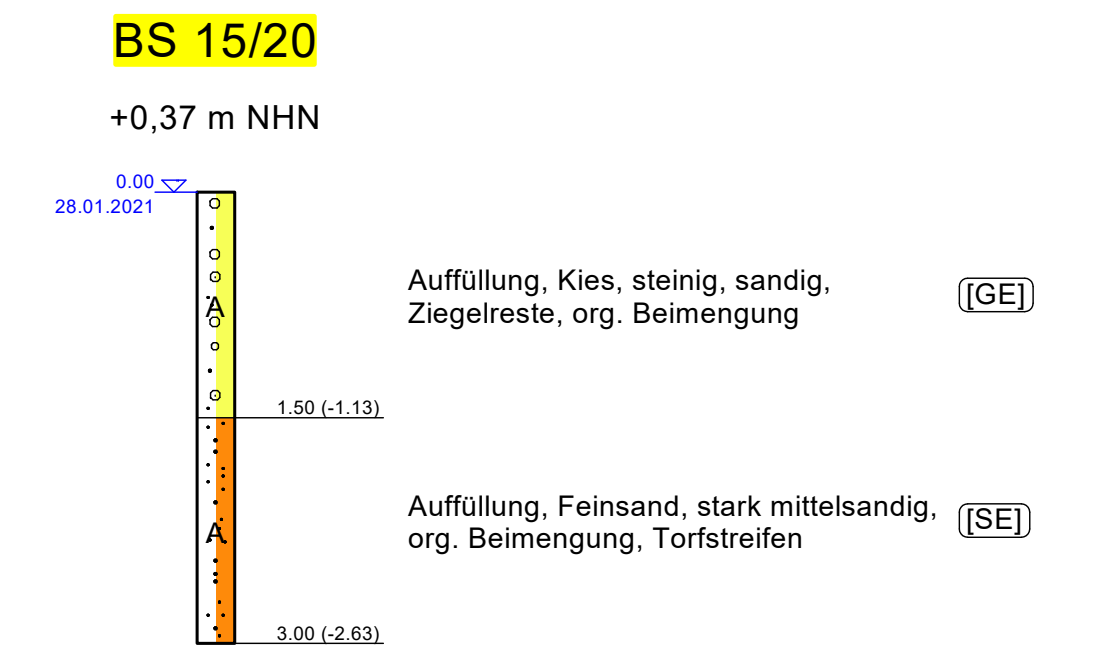 BS 15/20
+0,37 m NHN
0.00
28.01.2021
A
Auffüllung, Kies, steinig, sandig,
Ziegelreste, org. Beimengung
[GE]
1.50 (-1.13)
A
Auffüllung, Feinsand, stark mittelsandig,
org. Beimengung, Torfstreifen
[SE]
3.00 (-2.63)